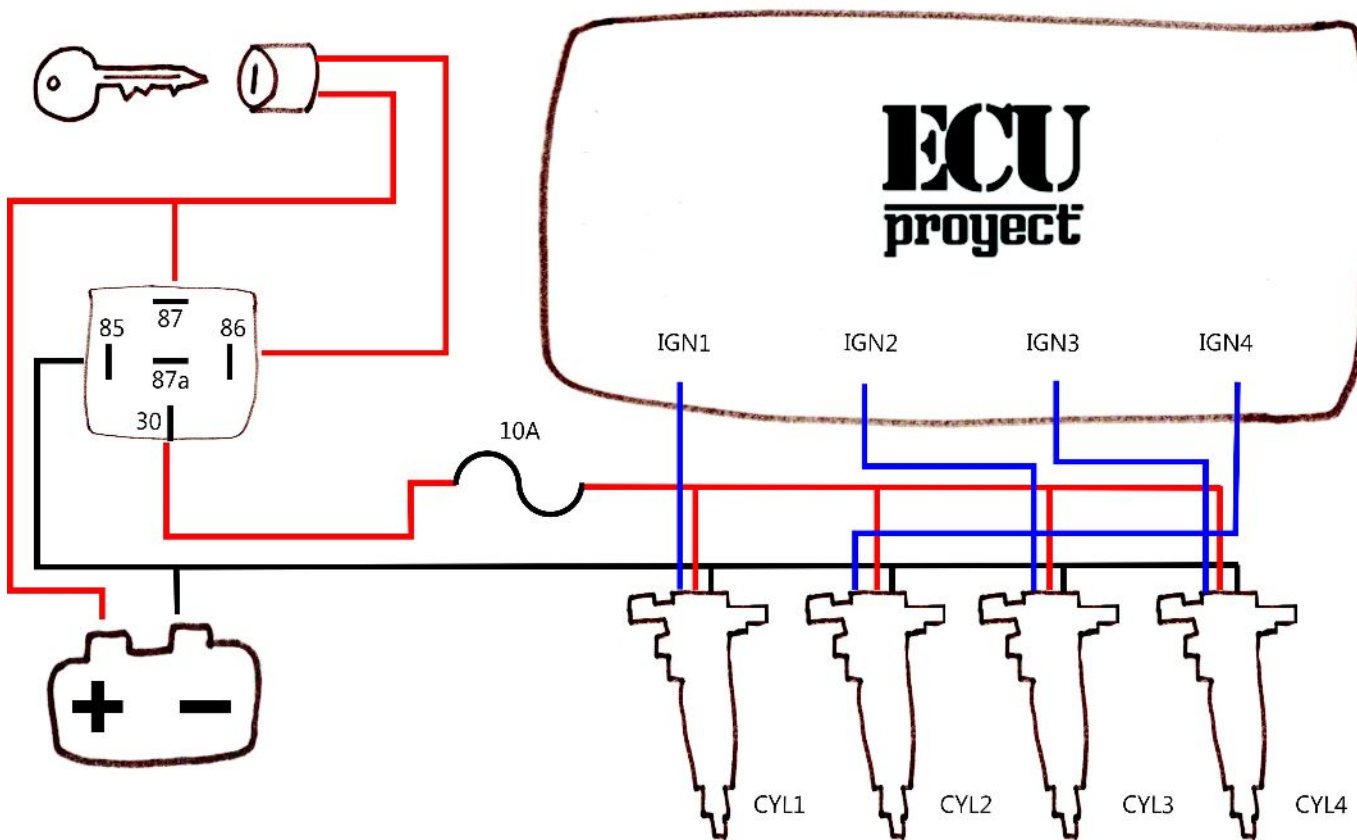 ECU
proyect
87
85
86
87a
30
IGN1
IGN2
IGN3
IGN4
10A
+
-
CYL1
CYL2
CYL3
CYL4